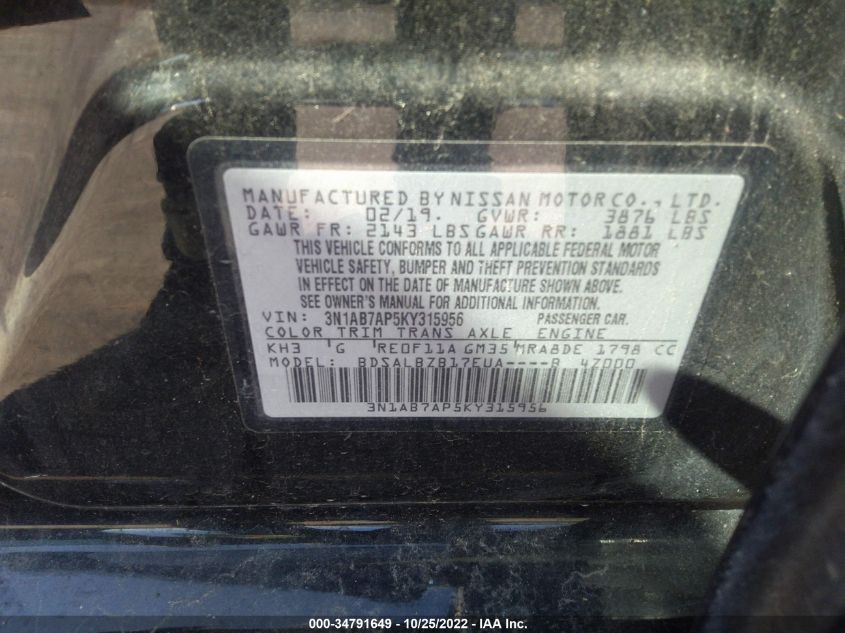 MANUFACTURED BY NISSAN MOTOR CO., LTD.
DATE: 02/19. GVWR: 3876 LBS
GAWR FR: 2143 LBS GAWR RR: 1881 LBS
THIS VEHICLE CONFORMS TO ALL APPLICABLE FEDERAL MOTOR
VEHICLE SAFETY, BUMPER AND THEFT PREVENTION STANDARDS
IN EFFECT ON THE DATE OF MANUFACTURE SHOWN ABOVE.
SEE OWNER'S MANUAL FOR ADDITIONAL INFORMATION.
VIN: 3N1AB7AP5KY315956 PASSENGER CAR.
COLOR TRIM TRANS AXLE ENGINE
KH3 G RE0F11A GM35 MRA8DE 1798 CC
MODEL: BDSALBZB17EUA----B 4Z000
3N1AB7AP5KY315956
000-34791649 - 10/25/2022 - IAA Inc.